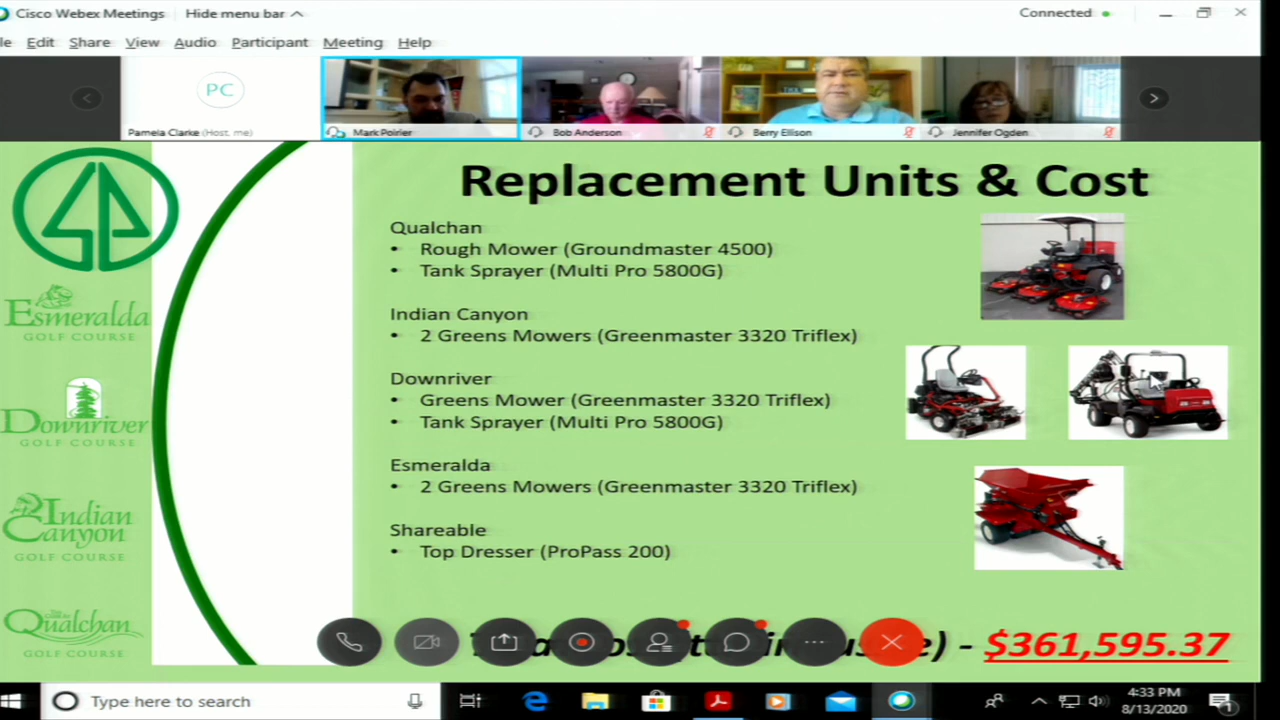 Cisco Webex Meetings
Hide menu bar
Connected
Edit Share View Audio Participant Meeting Help
PC
Pamela Clarke (Host, me)
Mark Poirier
Bob Anderson
Berry Ellison
Jennifer Ogden
Replacement Units & Cost
Qualchan
• Rough Mower (Groundmaster 4500)
• Tank Sprayer (Multi Pro 5800G)
Indian Canyon
• 2 Greens Mowers (Greenmaster 3320 Triflex)
Downriver
• Greens Mower (Greenmaster 3320 Triflex)
• Tank Sprayer (Multi Pro 5800G)
Esmeralda
• 2 Greens Mowers (Greenmaster 3320 Triflex)
Shareable
• Top Dresser (ProPass 200)
- $361,595.37
Esmeralda
GOLF COURSE
Downriver
GOLF COURSE
Indian
Canyon
GOLF COURSE
Qualchan
GOLF COURSE
Type here to search
4:33 PM
8/13/2020
1